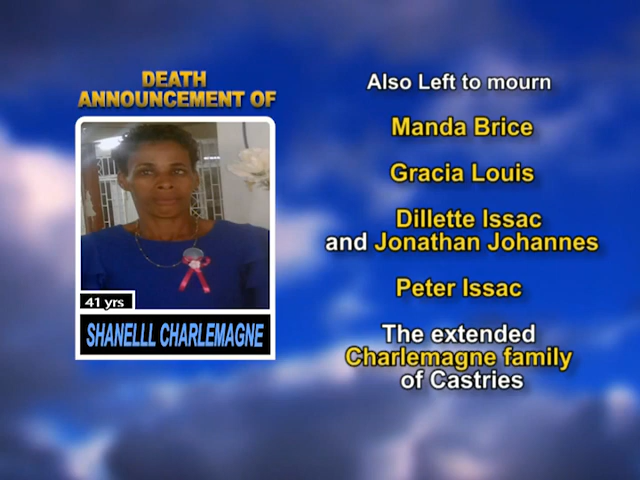 DEATH
ANNOUNCEMENT OF
41 yrs
SHANELLL CHARLEMAGNE
Also Left to mourn
Manda Brice
Gracia Louis
Dillette Issac
and Jonathan Johannes
Peter Issac
The extended
Charlemagne family
of Castries